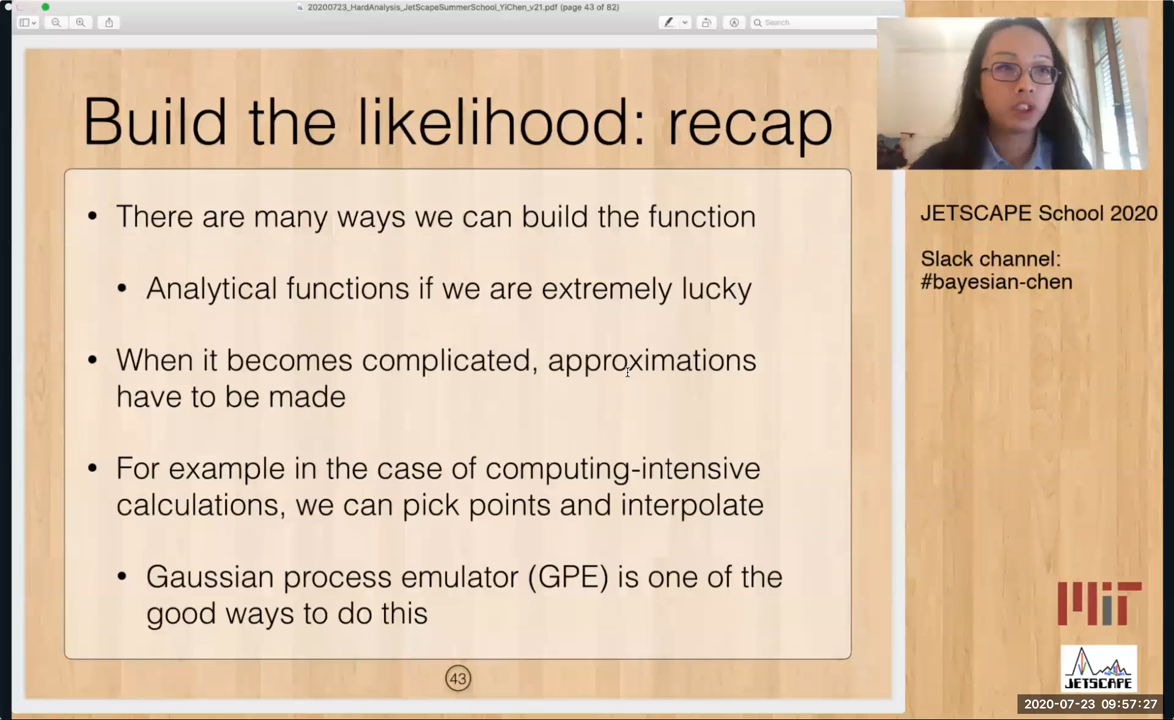 20200723_HardAnalysis_JetScapeSummerSchool_YiChen_v21.pdf (page 43 of 82)
Search
Build the likelihood: recap
• There are many ways we can build the function
• Analytical functions if we are extremely lucky
• When it becomes complicated, approximations
have to be made
• For example in the case of computing-intensive
calculations, we can pick points and interpolate
• Gaussian process emulator (GPE) is one of the
good ways to do this
43
JETSCAPE School 2020
Slack channel:
#bayesian-chen
MIT
JETSCAPE
2020-07-23 09:57:27